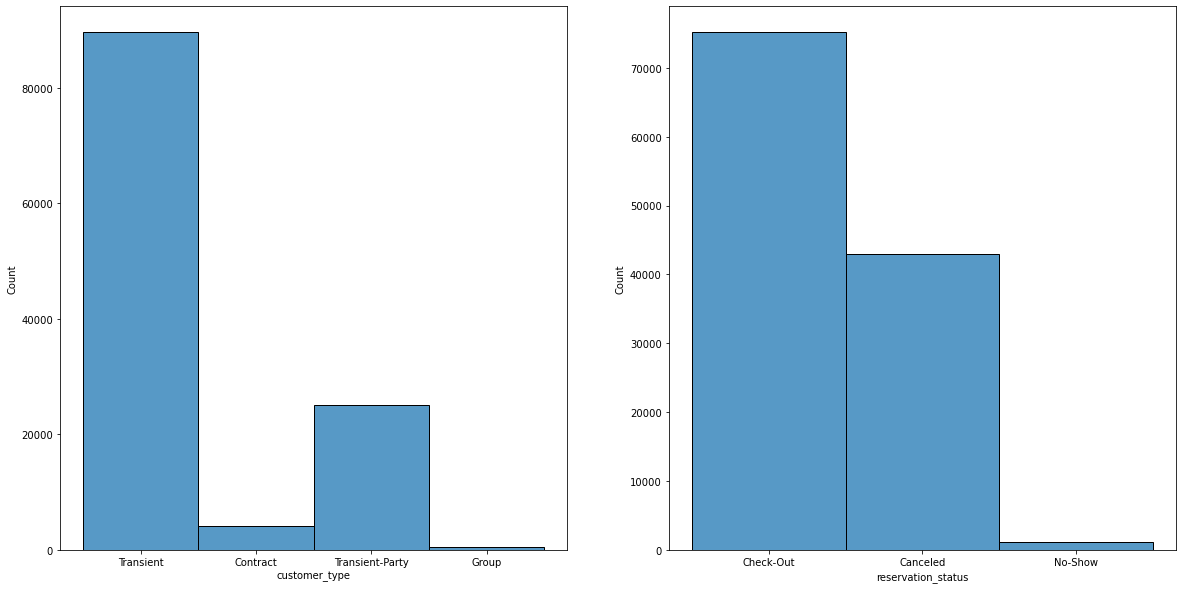 Count
80000
60000
40000
20000
0
Transient Contract Transient-Party Group
customer_type
Count
70000
60000
50000
40000
30000
20000
10000
0
Check-Out Canceled No-Show
reservation_status